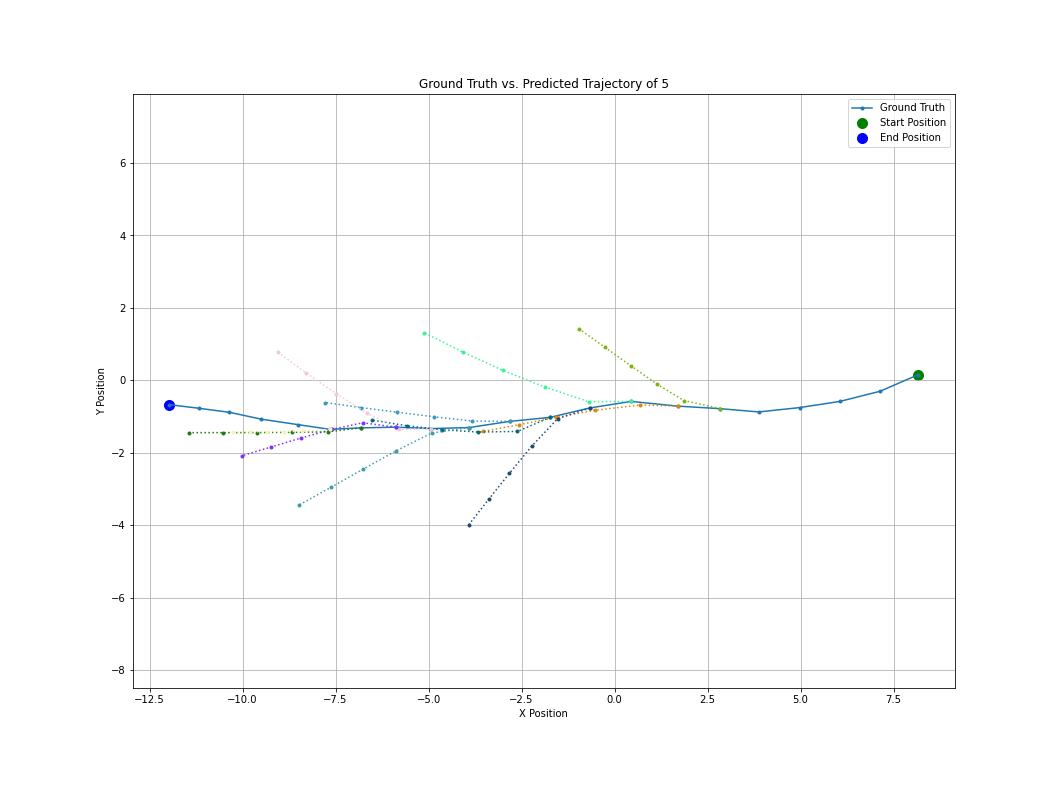 Ground Truth vs. Predicted Trajectory of 5
Ground Truth
Start Position
End Position
6
4
2
0
−2
−4
−6
−8
Y Position
−12.5 −10.0 −7.5 −5.0 −2.5 0.0 2.5 5.0 7.5
X Position